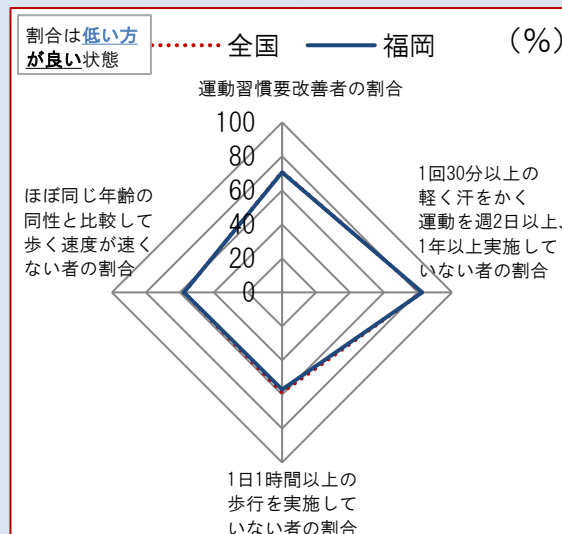 割合は低い方
が良い状態
全国
福岡
(%)
運動習慣要改善者の割合
100
80
60
40
20
0
1回30分以上の
軽く汗をかく
運動を週2日以上、
1年以上実施して
いない者の割合
ほぼ同じ年齢の
同性と比較して
歩く速度が速く
ない者の割合
1日1時間以上の
歩行を実施して
いない者の割合